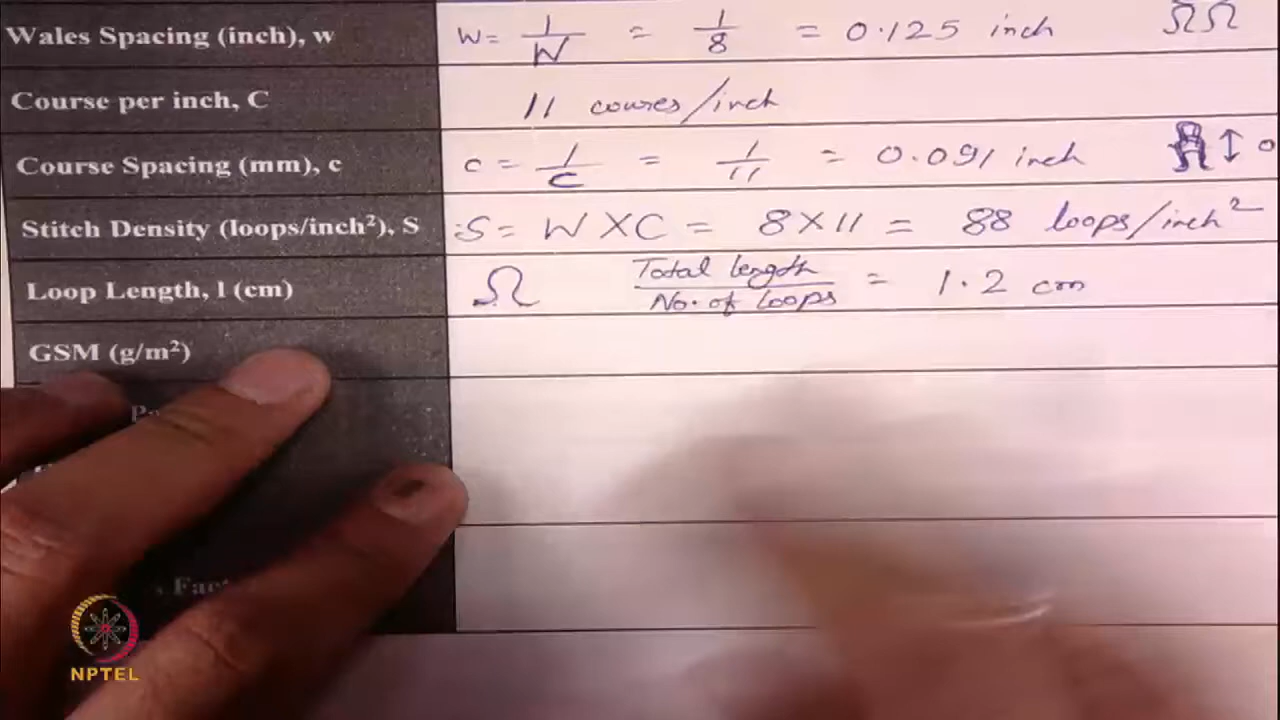 Wales Spacing (inch), w w = 1/W = 1/8 = 0.125 inch
Course per inch, C 11 courses/inch
Course Spacing (mm), c c = 1/C = 1/11 = 0.091 inch
Stitch Density (loops/inch²), S S = W X C = 8 X 11 = 88 loops/inch²
Loop Length, l (cm) Total length / No. of loops = 1.2 cm
GSM (g/m²)
NPTEL